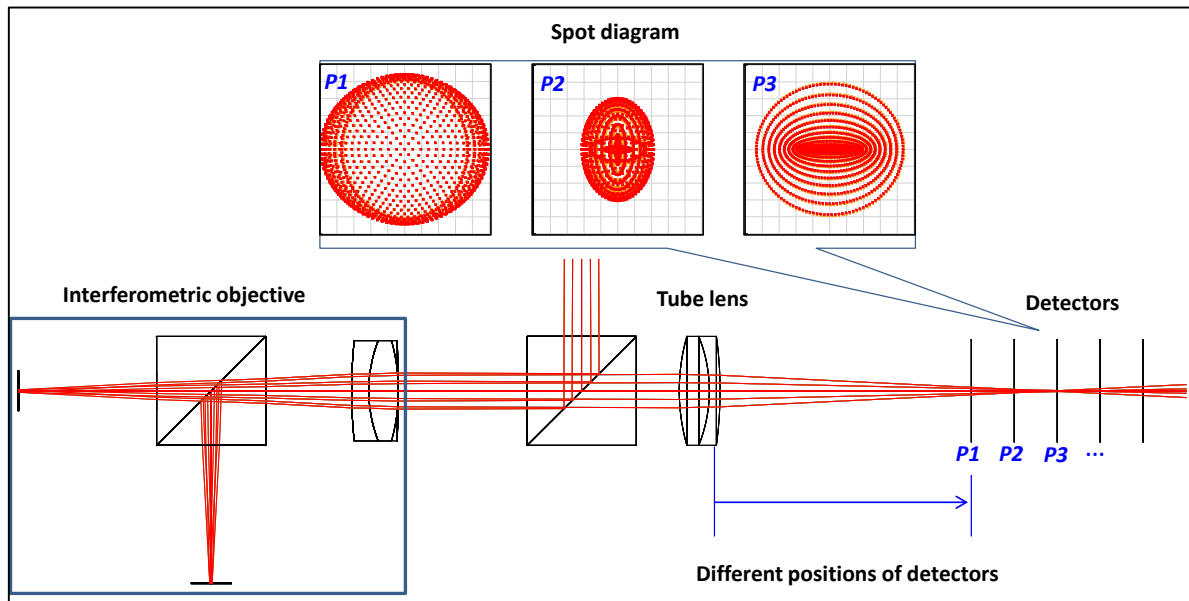 Spot diagram
P1
P2
P3
Interferometric objective
Tube lens
Detectors
P1
P2
P3
...
Different positions of detectors